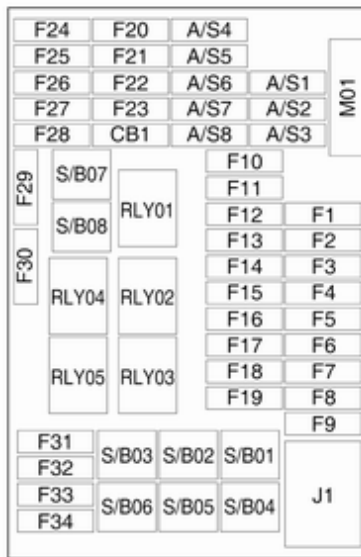 F24 F20 A/S4
F25 F21 A/S5
F26 F22 A/S6 A/S1
F27 F23 A/S7 A/S2
F28 CB1 A/S8 A/S3
M01
F29
F30
S/B07
S/B08
RLY01
RLY04 RLY02
RLY05 RLY03
F10
F11
F12 F1
F13 F2
F14 F3
F15 F4
F16 F5
F17 F6
F18 F7
F19 F8
F9
F31
F32
F33
F34
S/B03 S/B02 S/B01
S/B06 S/B05 S/B04
J1